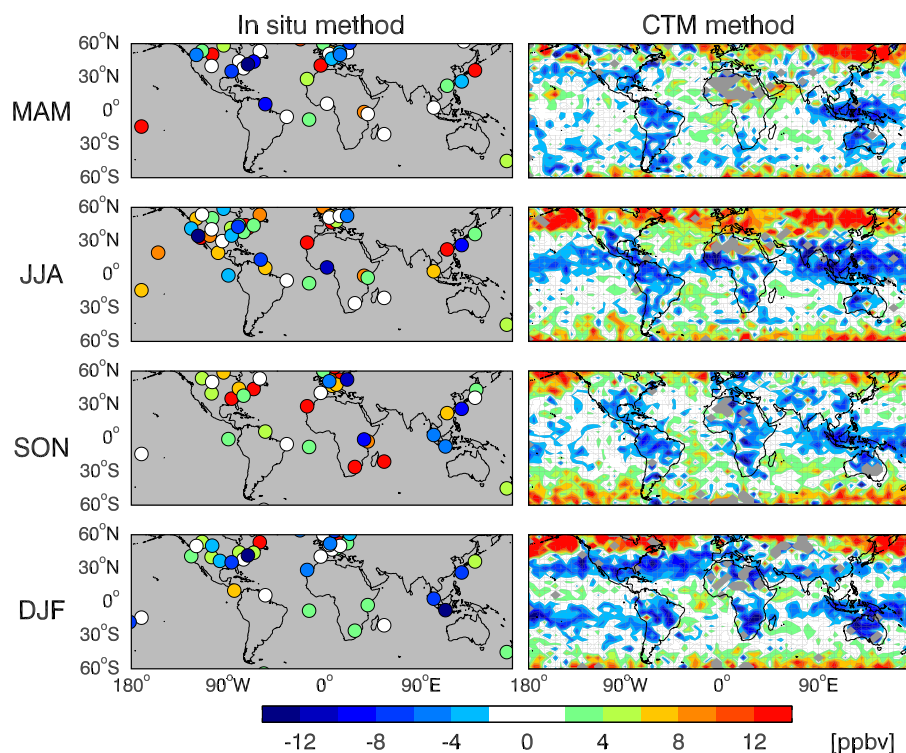 In situ method CTM method
60°N
30°N
MAM 0°
30°S
60°S
60°N
30°N
JJA 0°
30°S
60°S
60°N
30°N
SON 0°
30°S
60°S
60°N
30°N
DJF 0°
30°S
60°S
180°W 90°W 0°E 90°E 90°W 0°E 90°E
-12 -8 -4 0 4 8 12 [ppbv]